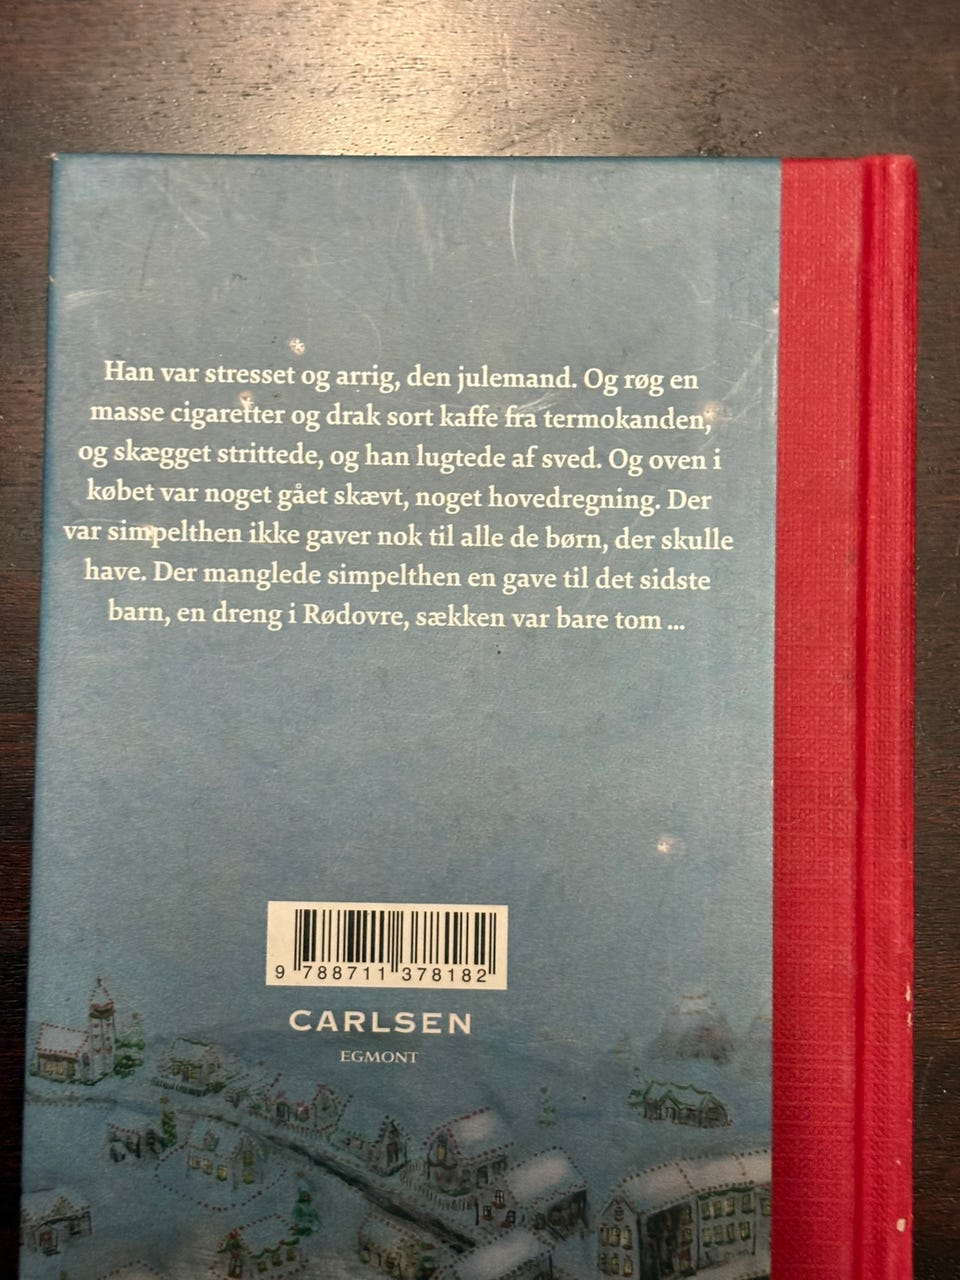 Han var stresset og arrig, den julemand. Og røg en
masse cigaretter og drak sort kaffe fra termokanden,
og skægget strittede, og han lugtede af sved. Og oven i
købet var noget gået skævt, noget hovedregning. Der
var simpelthen ikke gaver nok til alle de børn, der skulle
have. Der manglede simpelthen en gave til det sidste
barn, en dreng i Rødovre, sækken var bare tom ...
9 788711 378182
CARLSEN
EGMONT